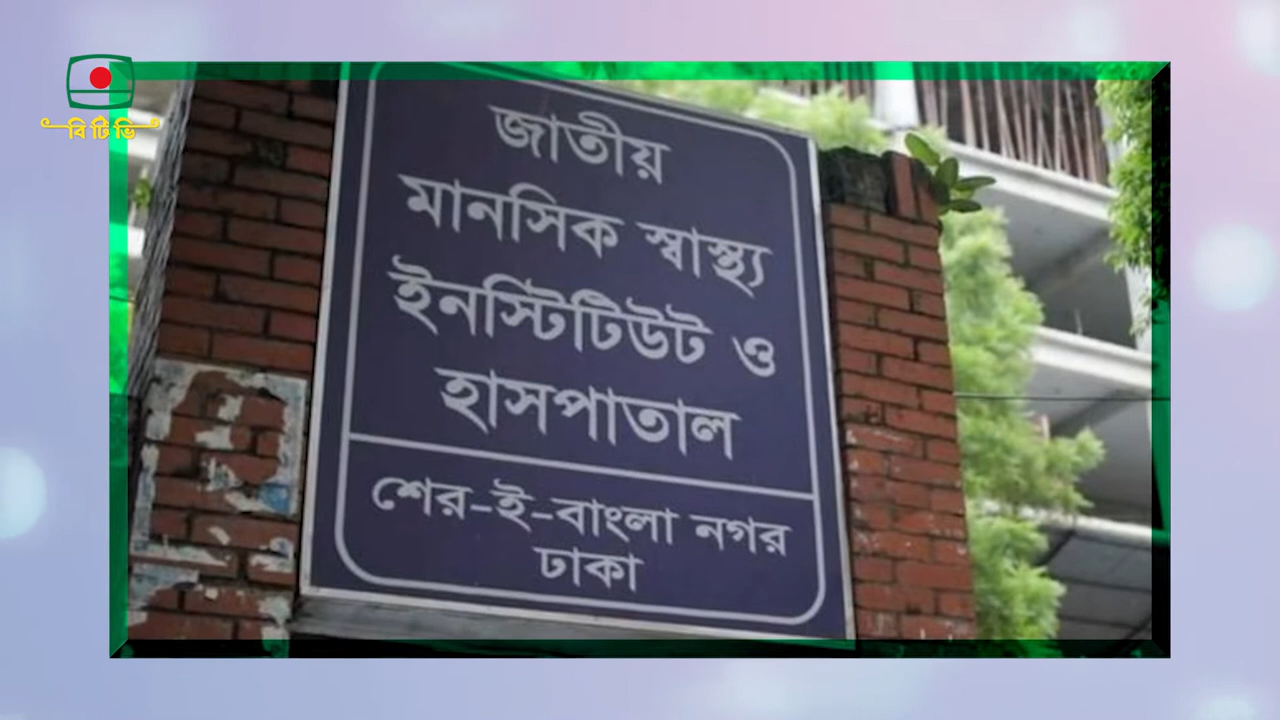 বিটিভি
জাতীয়
মানসিক স্বাস্থ্য
ইনস্টিটিউট ও
হাসপাতাল
শের-ই-বাংলা নগর
ঢাকা